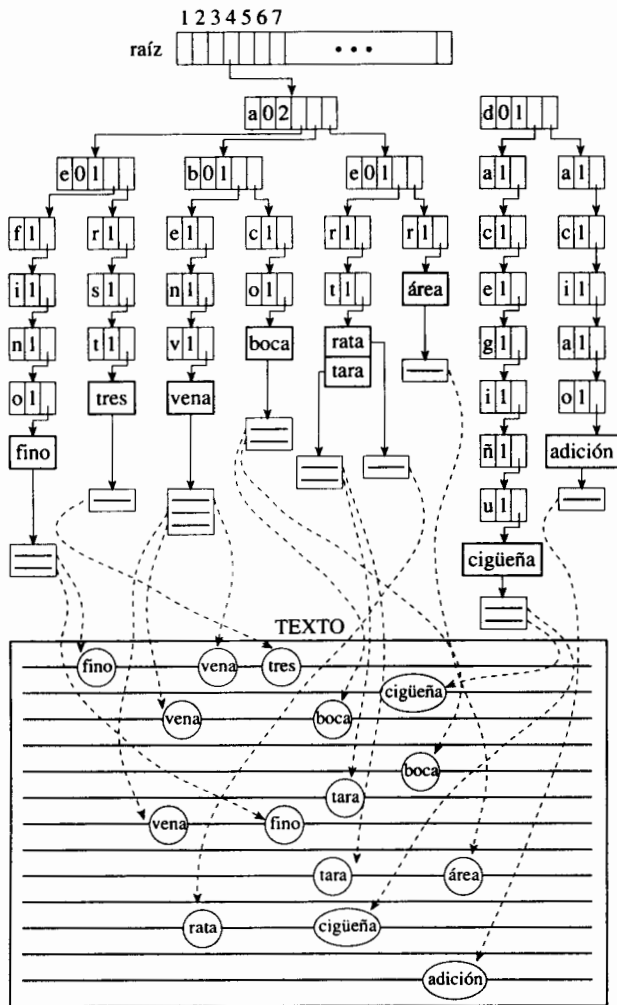 1 2 3 4 5 6 7
raíz
a 0 2
d 0 1
e 0 1
b 0 1
e 0 1
a 1
a 1
f 1
r 1
e 1
c 1
r 1
r 1
c 1
c 1
i 1
s 1
n 1
o 1
t 1
área
e 1
i 1
n 1
t 1
v 1
boca
rata
g 1
a 1
tara
o 1
tres
vena
i 1
o 1
fino
ñ 1
adición
u 1
cigüeña
TEXTO
fino vena tres
cigüeña
vena boca
boca
tara
vena fino
tara área
rata cigüeña
adición